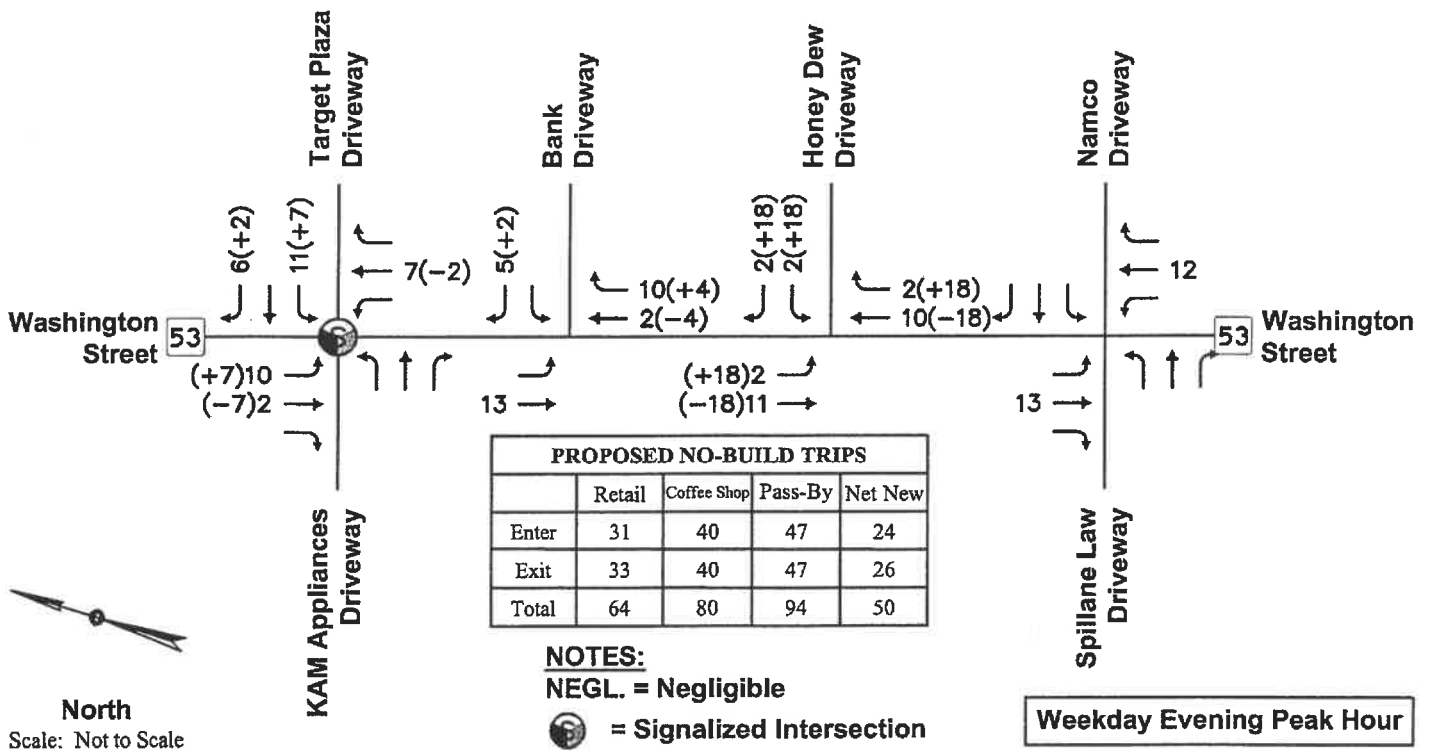 Target Plaza
Driveway
Bank
Driveway
Honey Dew
Driveway
Namco
Driveway
6(+2)
11(+7)
7(−2)
5(+2)
10(+4)
2(−4)
2(+18)
2(+18)
2(+18)
10(−18)
12
Washington
Street
53
S
53
Washington
Street
(+7)10
(−7)2
13
(+18)2
(−18)11
13
PROPOSED NO-BUILD TRIPS
Retail Coffee Shop Pass-By Net New
Enter 31 40 47 24
Exit 33 40 47 26
Total 64 80 94 50
KAM Appliances
Driveway
Spillane Law
Driveway
NOTES:
NEGL. = Negligible
S = Signalized Intersection
North
Scale: Not to Scale
Weekday Evening Peak Hour